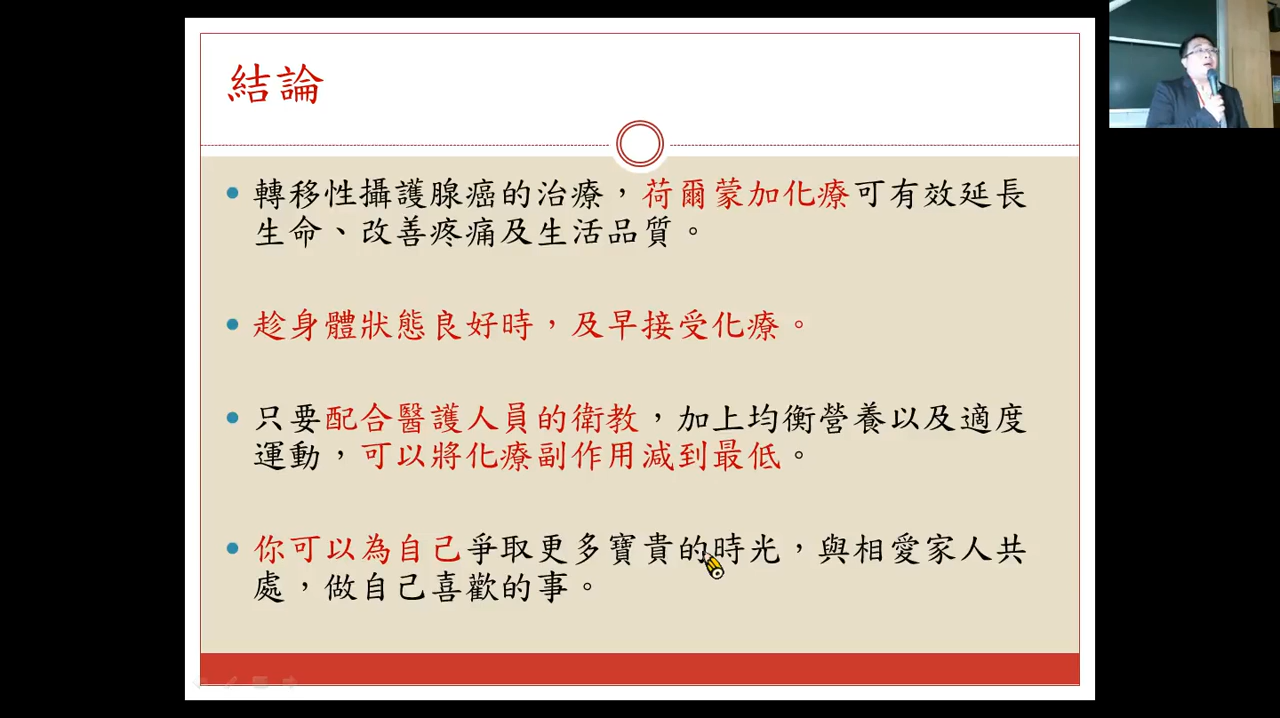 結論
轉移性攝護腺癌的治療，荷爾蒙加化療可有效延長
生命、改善疼痛及生活品質。
趁身體狀態良好時，及早接受化療。
只要配合醫護人員的衛教，加上均衡營養以及適度
運動，可以將化療副作用減到最低。
你可以為自己爭取更多寶貴的時光，與相愛家人共
處，做自己喜歡的事。